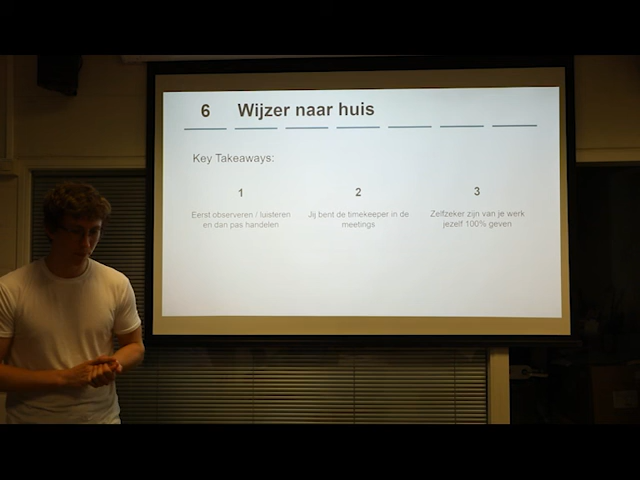 6 Wijzer naar huis
Key Takeaways:
1
Eerst observeren / luisteren
en dan pas handelen
2
Jij bent de timekeeper in de
meetings
3
Zelfzeker zijn van je werk
jezelf 100% geven